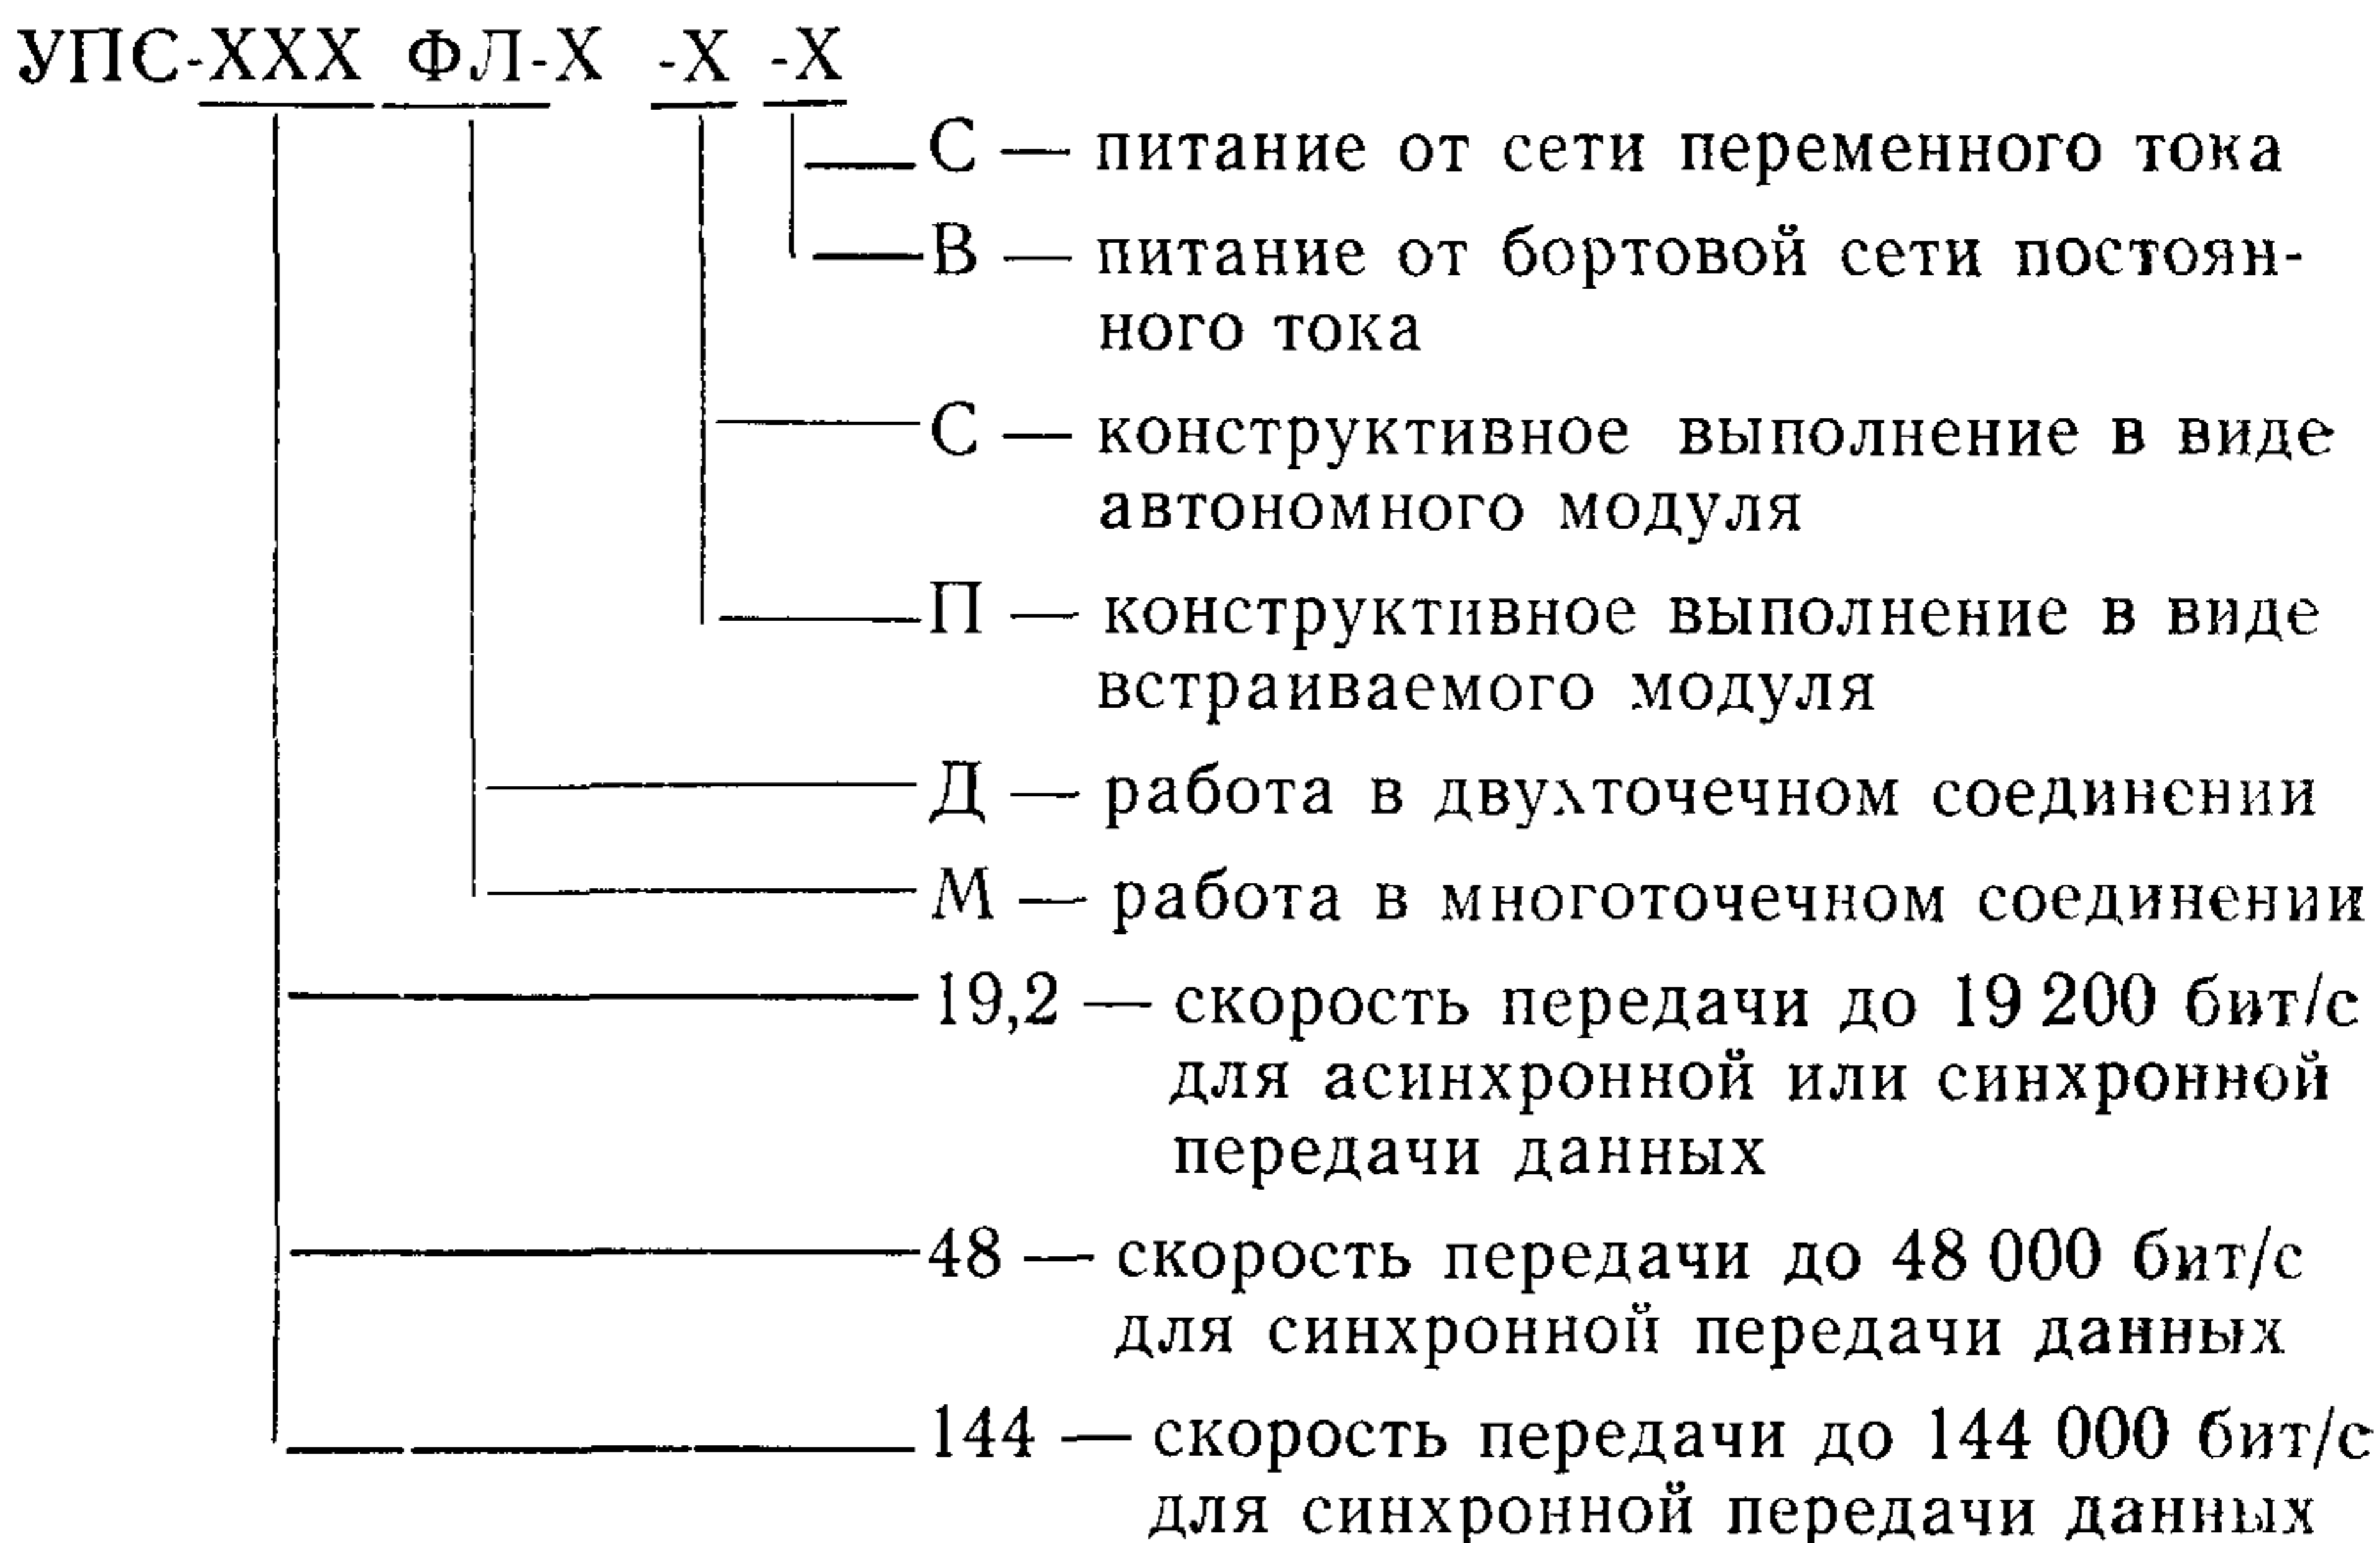 УПС-ХХХ ФЛ-Х -Х -Х
С — питание от сети переменного тока
В — питание от бортовой сети постоян-
ного тока
С — конструктивное выполнение в виде
автономного модуля
П — конструктивное выполнение в виде
встраиваемого модуля
Д — работа в двухточечном соединении
М — работа в многоточечном соединении
19,2 — скорость передачи до 19 200 бит/с
для асинхронной или синхронной
передачи данных
48 — скорость передачи до 48 000 бит/с
для синхронной передачи данных
144 — скорость передачи до 144 000 бит/с
для синхронной передачи данных